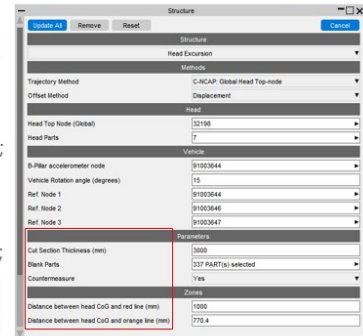 Structure
Update All Remove Reset Cancel
Structure
Head Excursion
Methods
Trajectory Method C-NCAP: Global Head Top-node
Offset Method Displacement
Head
Head Top Node (Global) 32198
Head Parts 7
Vehicle
B-Pillar accelerometer node 91003644
Vehicle Rotation angle (degrees) 15
Ref. Node 1 91003644
Ref. Node 2 91003646
Ref. Node 3 91003647
Parameters
Cut Section Thickness (mm) 3000
Blank Parts 337 PART(s) selected
Countermeasure Yes
Zones
Distance between head CoG and red line (mm) 1000
Distance between head CoG and orange line (mm) 770.4